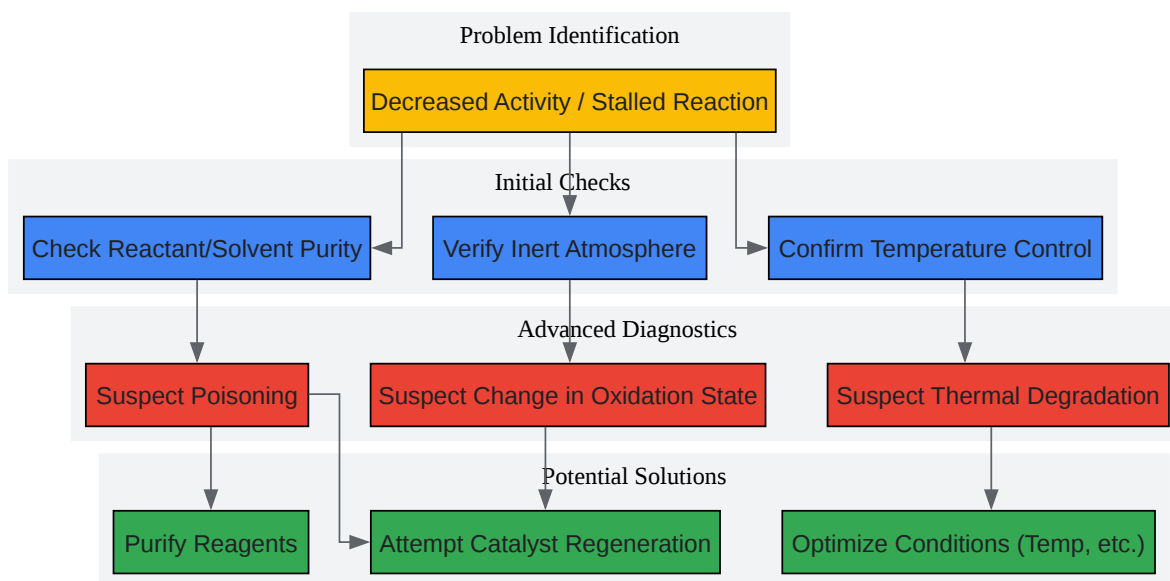 Problem Identification
Decreased Activity / Stalled Reaction
Initial Checks
Check Reactant/Solvent Purity
Verify Inert Atmosphere
Confirm Temperature Control
Advanced Diagnostics
Suspect Poisoning
Suspect Change in Oxidation State
Suspect Thermal Degradation
Potential Solutions
Purify Reagents
Attempt Catalyst Regeneration
Optimize Conditions (Temp, etc.)